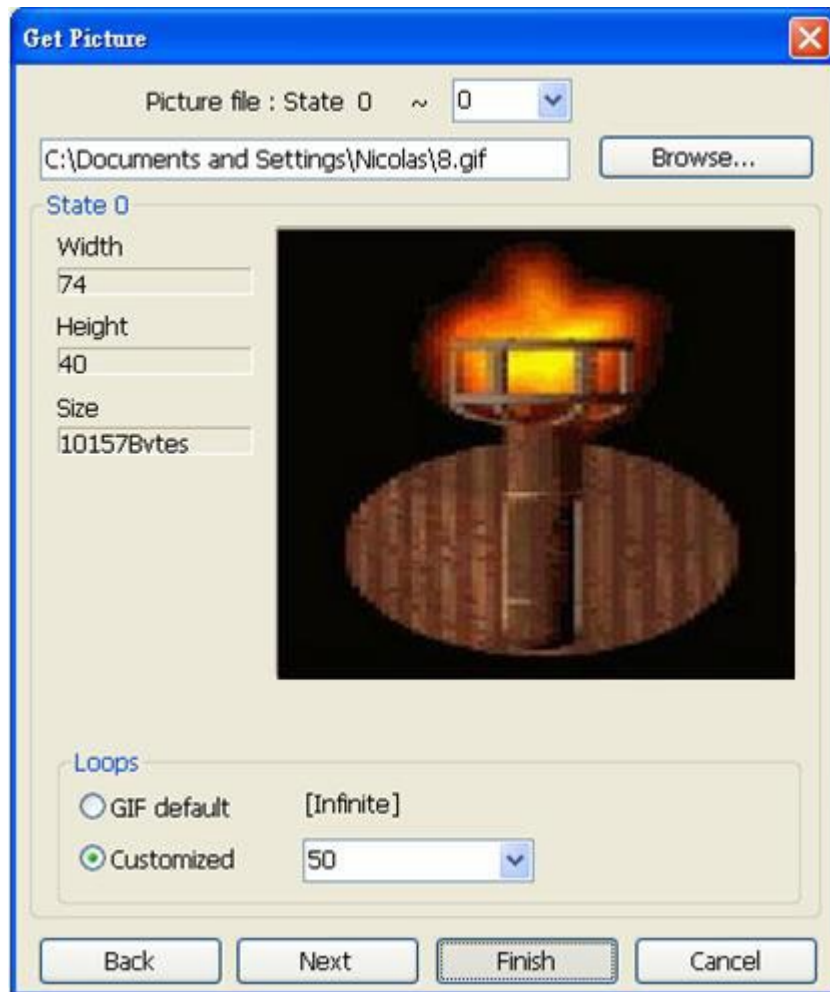 Get Picture
Picture file : State 0 ~ 0
C:\Documents and Settings\Nicolas\8.gif Browse...
State 0
Width
74
Height
40
Size
10157Bytes
Loops
GIF default [Infinite]
Customized 50
Back Next Finish Cancel